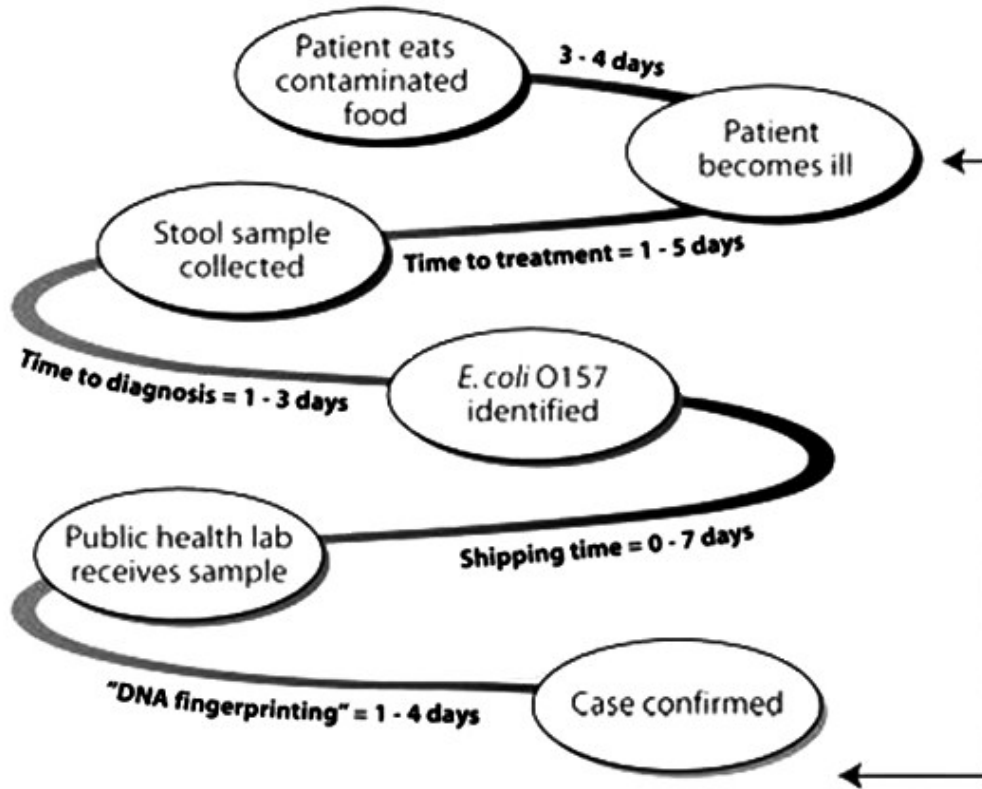 Patient eats
contaminated
food
3 - 4 days
Patient
becomes ill
Stool sample
collected
Time to treatment = 1 - 5 days
Time to diagnosis = 1 - 3 days
E. coli O157
identified
Public health lab
receives sample
Shipping time = 0 - 7 days
"DNA fingerprinting" = 1 - 4 days
Case confirmed